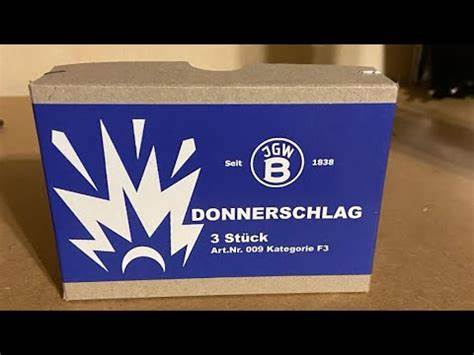 JGW
Seit B 1838
DONNERSCHLAG
3 Stück
Art.Nr. 009 Kategorie F3